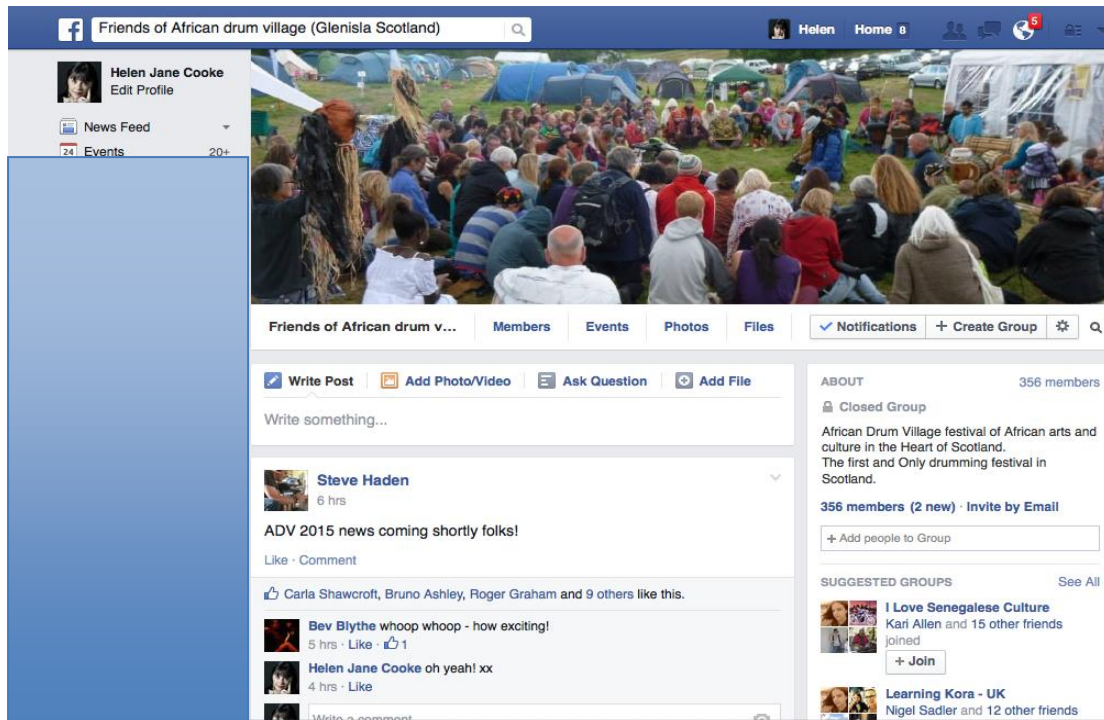 f
Friends of African drum village (Glenisla Scotland)
Helen
Home 8
5
Helen Jane Cooke
Edit Profile
News Feed
24 Events 20+
Friends of African drum v...
Members
Events
Photos
Files
Notifications
+ Create Group
Write Post
Add Photo/Video
Ask Question
Add File
Write something...
Steve Haden
6 hrs
ADV 2015 news coming shortly folks!
Like · Comment
Carla Shawcroft, Bruno Ashley, Roger Graham and 9 others like this.
Bev Blythe whoop whoop - how exciting!
5 hrs · Like · 1
Helen Jane Cooke oh yeah! xx
4 hrs · Like
Write a comment
ABOUT 356 members
Closed Group
African Drum Village festival of African arts and
culture in the Heart of Scotland.
The first and Only drumming festival in
Scotland.
356 members (2 new) · Invite by Email
+ Add people to Group
SUGGESTED GROUPS See All
I Love Senegalese Culture
Kari Allen and 15 other friends
joined
+ Join
Learning Kora - UK
Nigel Sadler and 12 other friends